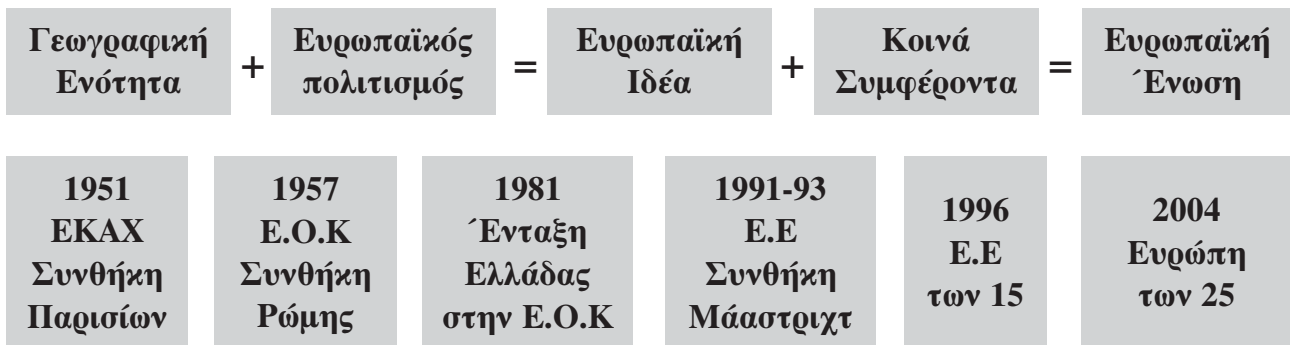 Γεωγραφική
Ενότητα
+
Ευρωπαϊκός
πολιτισμός
=
Ευρωπαϊκή
Ιδέα
+
Κοινά
Συμφέροντα
=
Ευρωπαϊκή
΄Ενωση
1951
ΕΚΑΧ
Συνθήκη
Παρισίων
1957
Ε.Ο.Κ
Συνθήκη
Ρώμης
1981
΄Ενταξη
Ελλάδας
στην Ε.Ο.Κ
1991-93
Ε.Ε
Συνθήκη
Μάαστριχτ
1996
Ε.Ε
των 15
2004
Ευρώπη
των 25